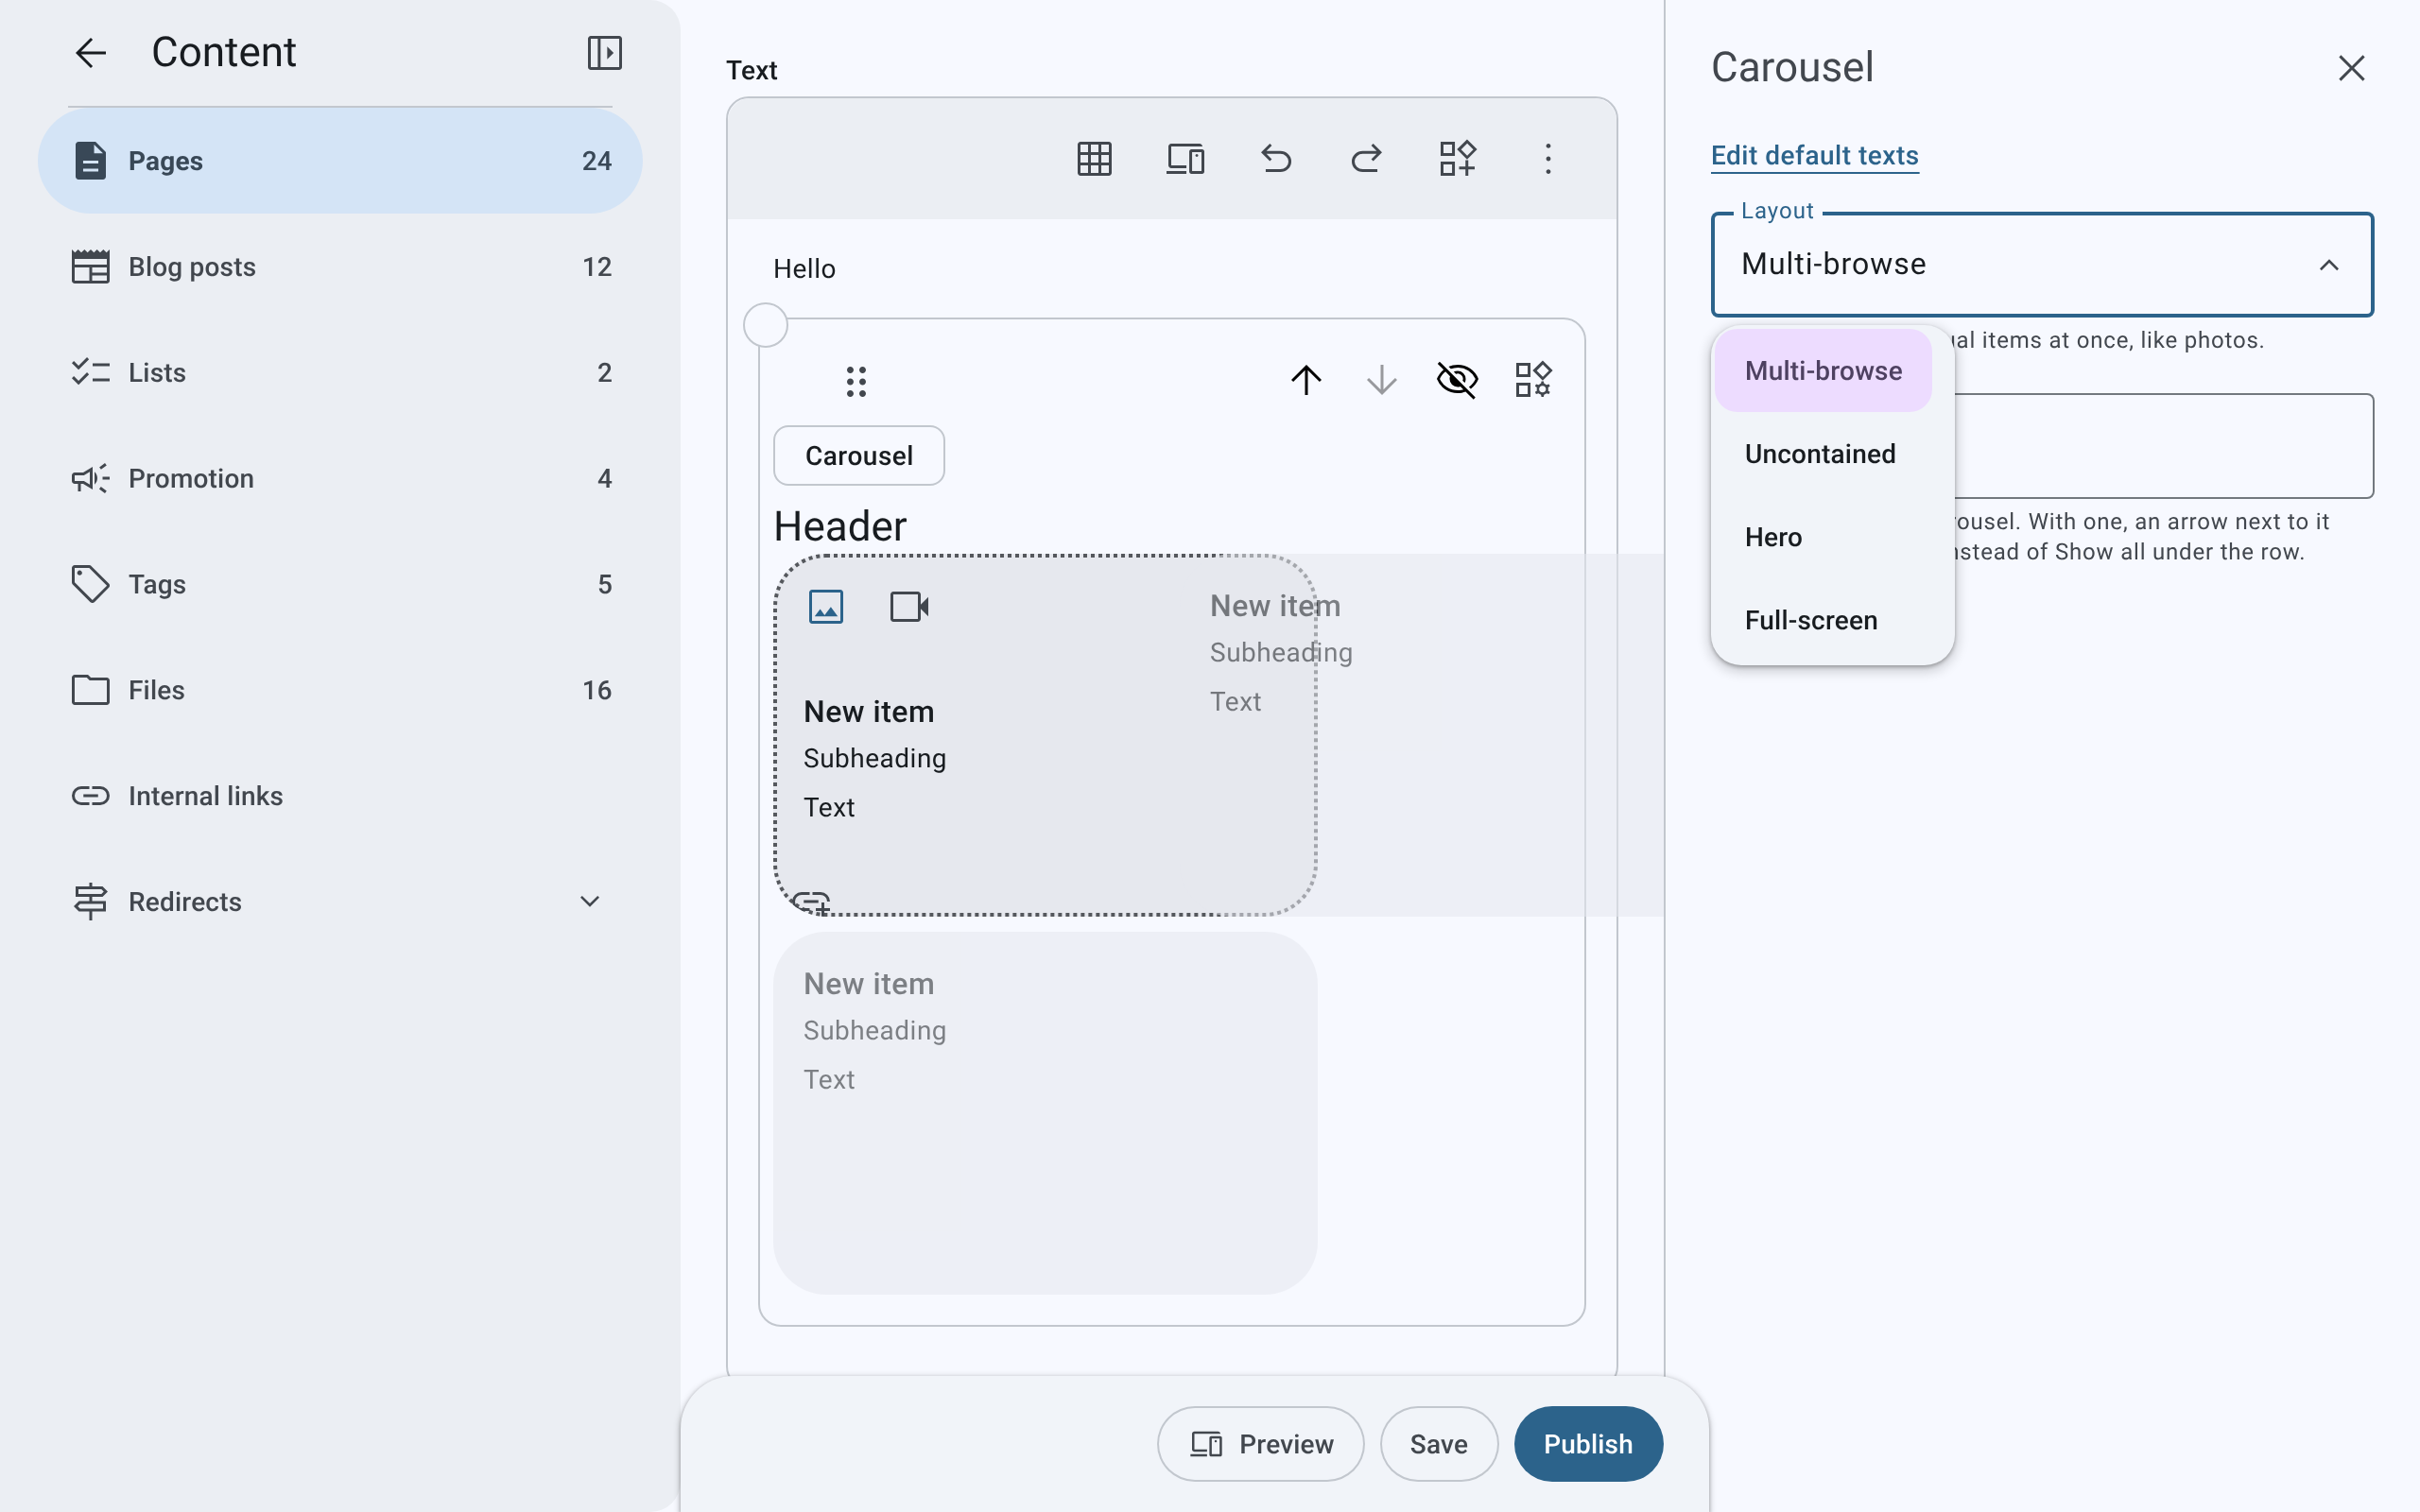 Content
Pages 24
Blog posts 12
Lists 2
Promotion 4
Tags 5
Files 16
Internal links
Redirects
Text
Hello
Carousel
Header
New item
Subheading
Text
New item
Subheading
Text
New item
Subheading
Text
Preview
Save
Publish
Carousel
Edit default texts
Layout
Multi-browse
items at once, like photos.
Multi-browse
Uncontained
Hero
Full-screen
With one, an arrow next to it
of Show all under the row.